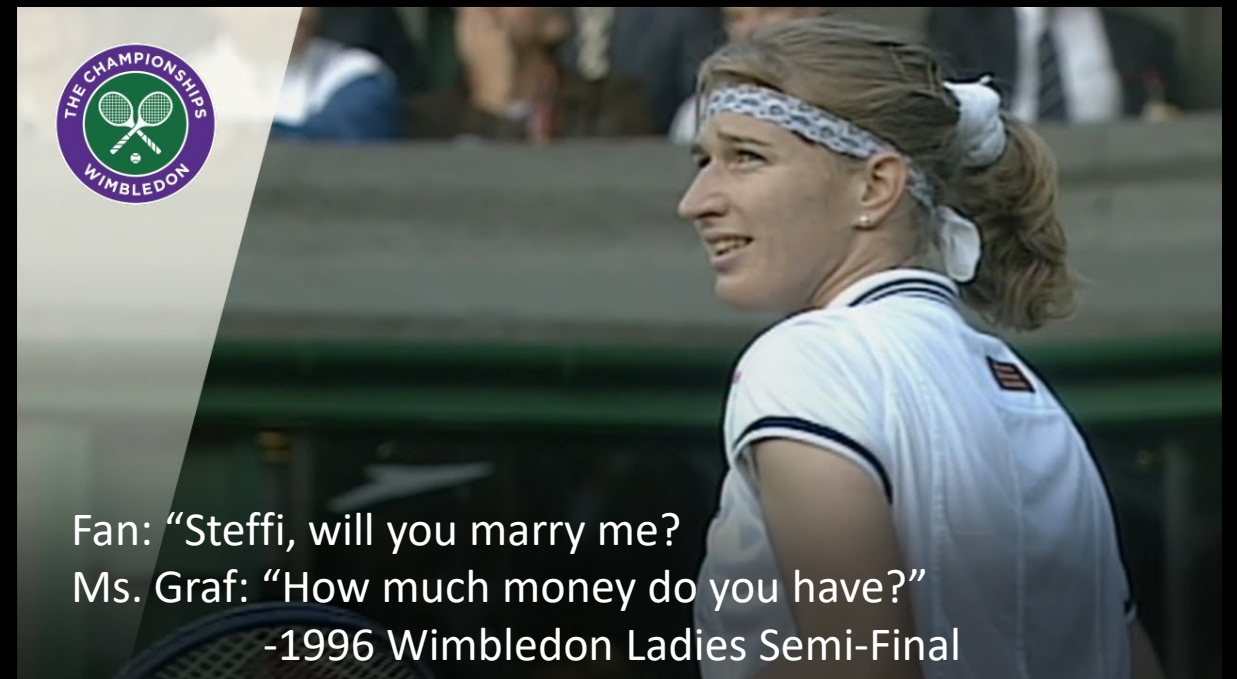 THE CHAMPIONSHIPS
WIMBLEDON
Fan: “Steffi, will you marry me?
Ms. Graf: “How much money do you have?”
-1996 Wimbledon Ladies Semi-Final